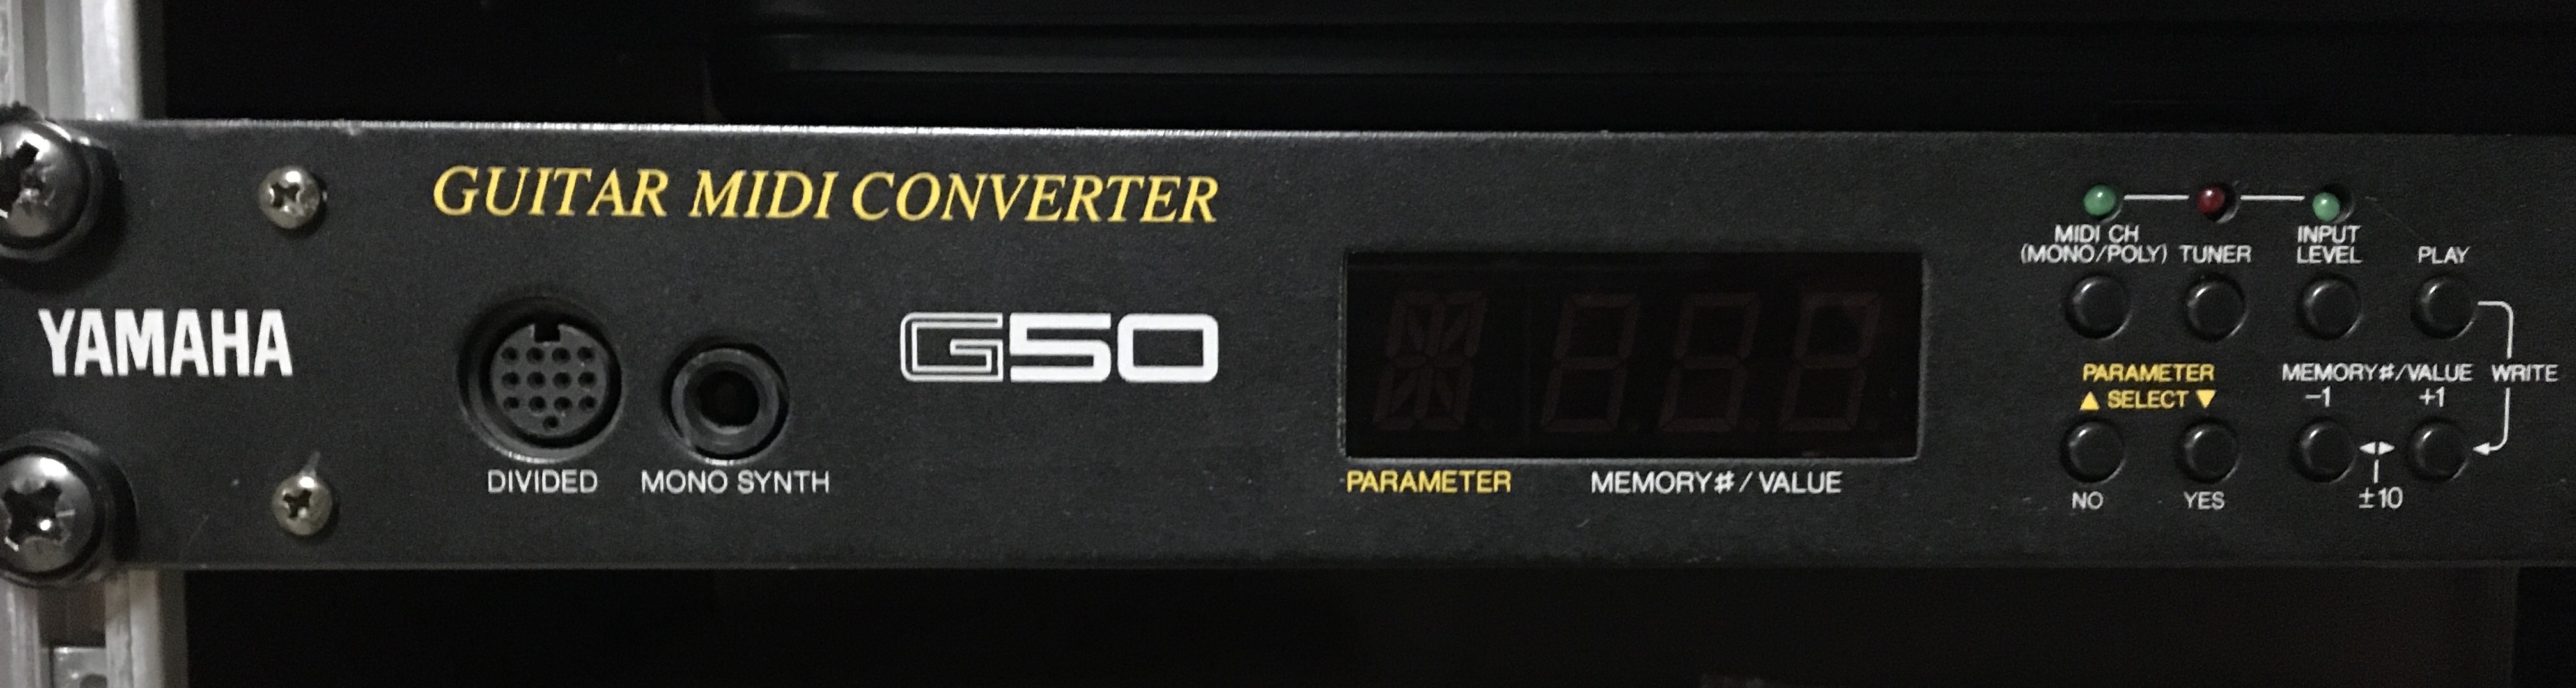 GUITAR MIDI CONVERTER
YAMAHA
G50
DIVIDED
MONO SYNTH
PARAMETER
MEMORY#/VALUE
MIDI CH
(MONO/POLY)
TUNER
INPUT
LEVEL
PLAY
PARAMETER
▲ SELECT ▼
MEMORY#/VALUE
-1
+1
WRITE
NO
YES
±10